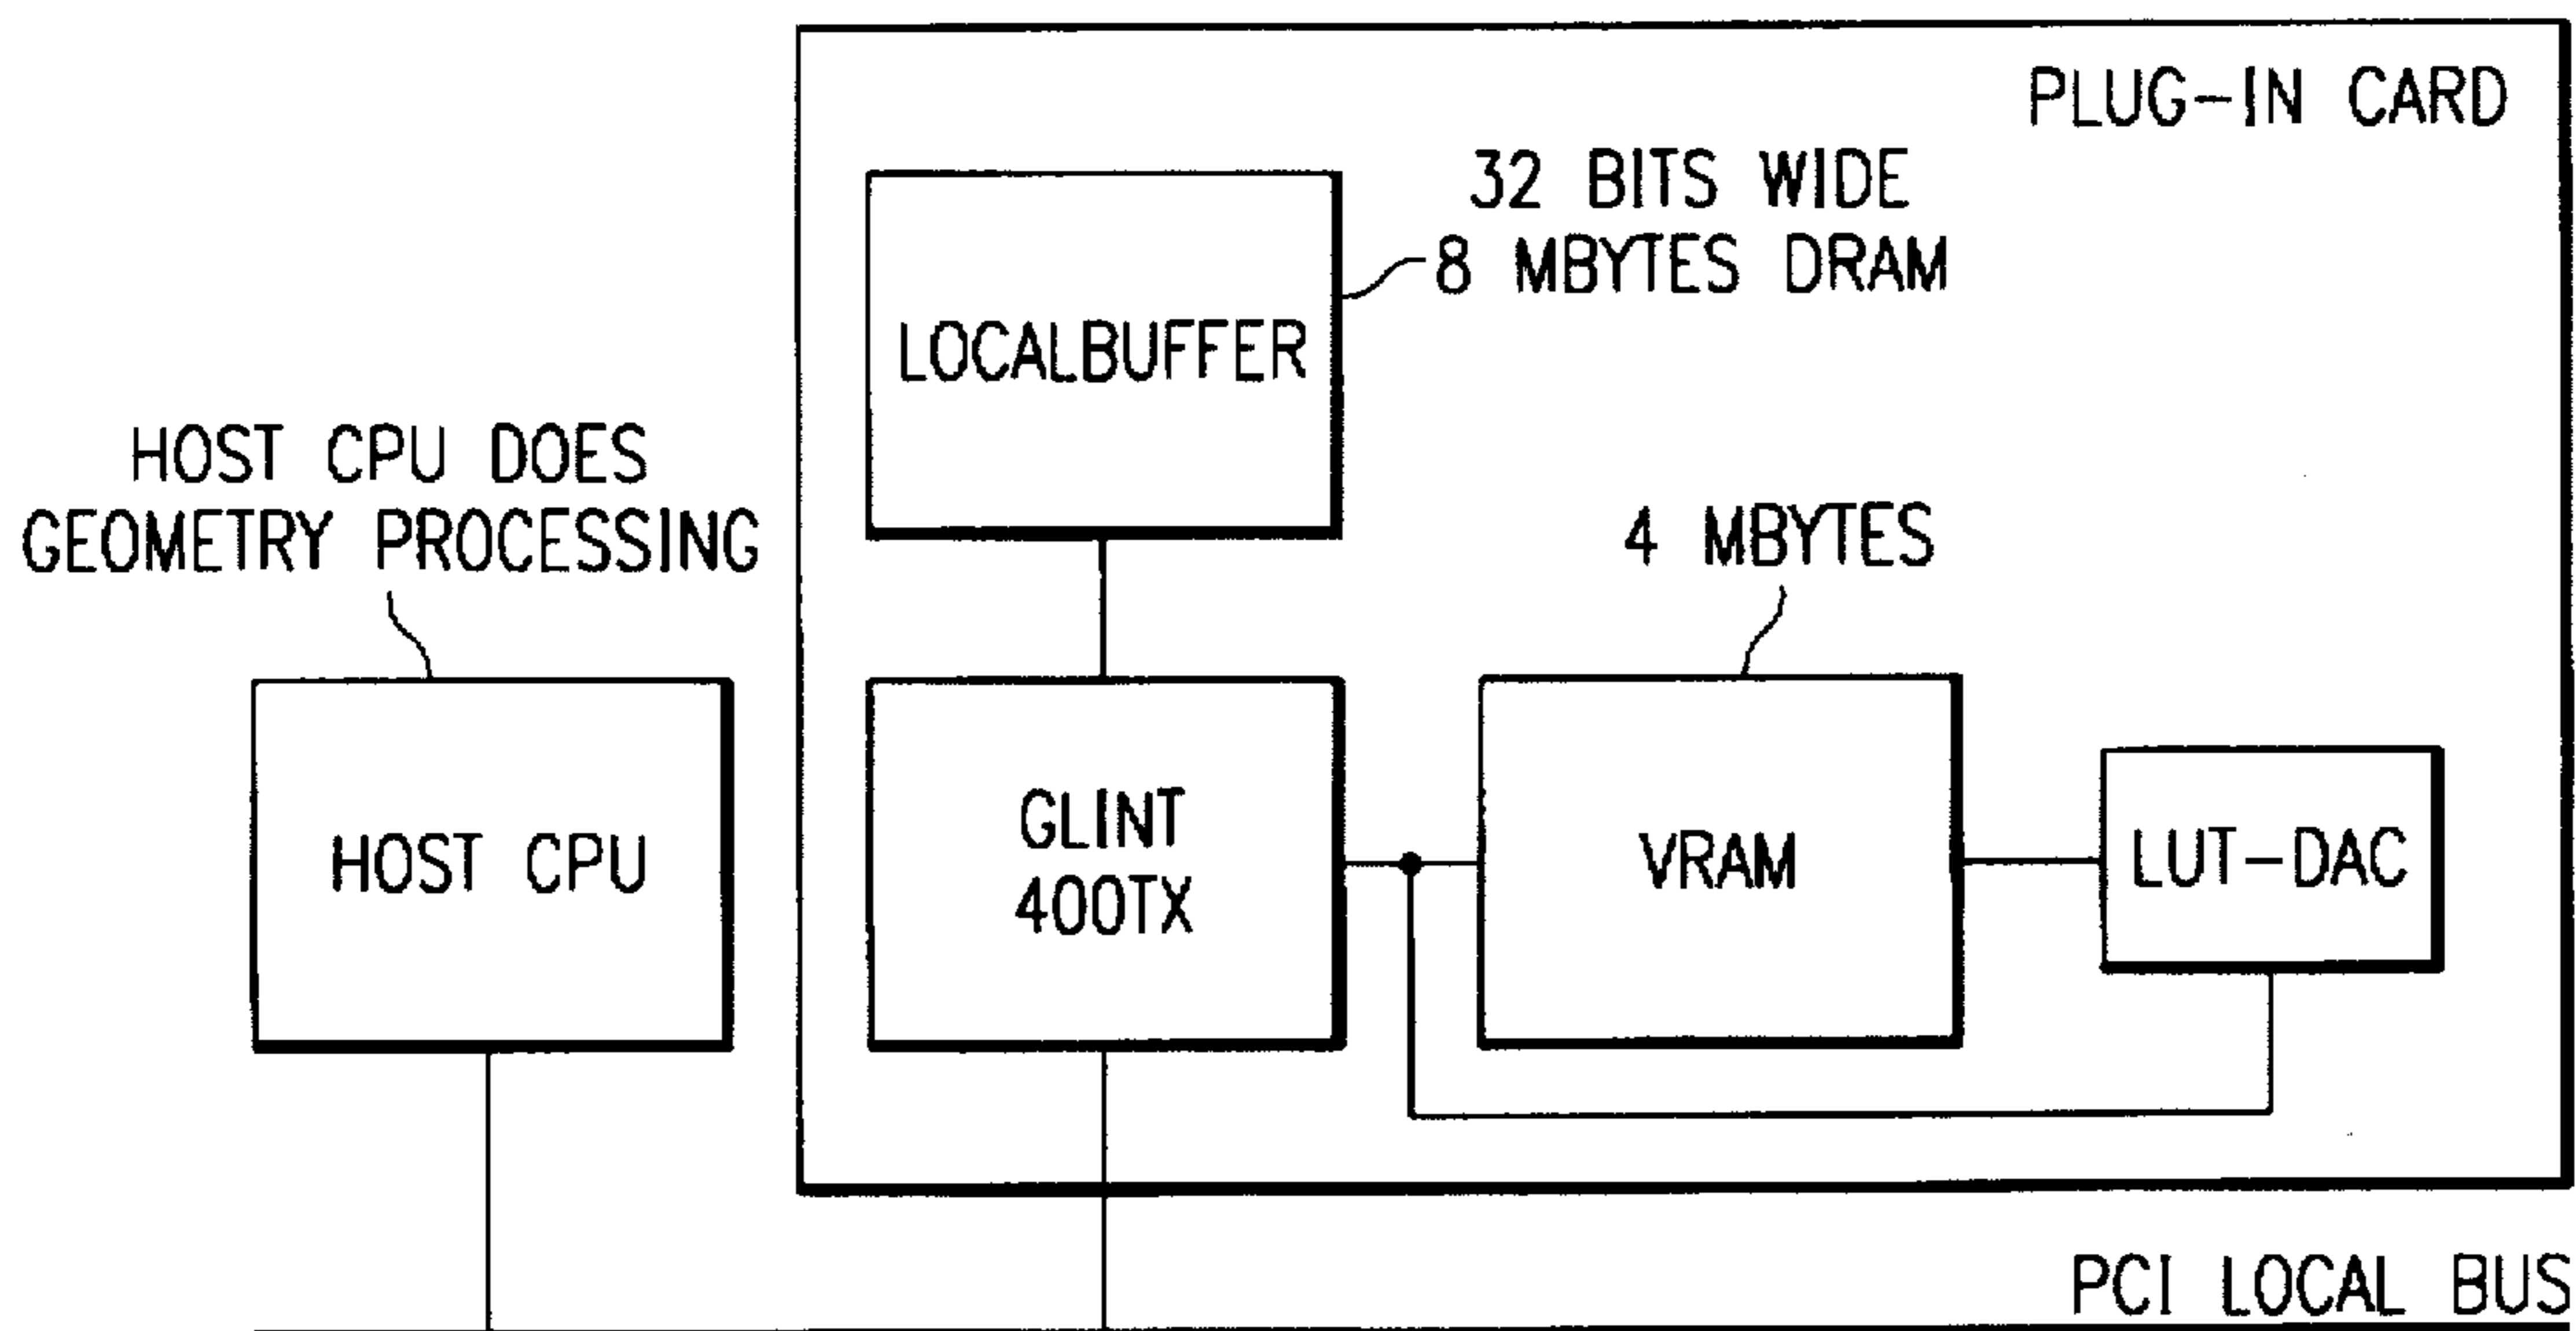 PLUG-IN CARD
32 BITS WIDE
8 MBYTES DRAM
LOCALBUFFER
HOST CPU DOES
GEOMETRY PROCESSING
4 MBYTES
HOST CPU
GLINT
400TX
VRAM
LUT-DAC
PCI LOCAL BUS